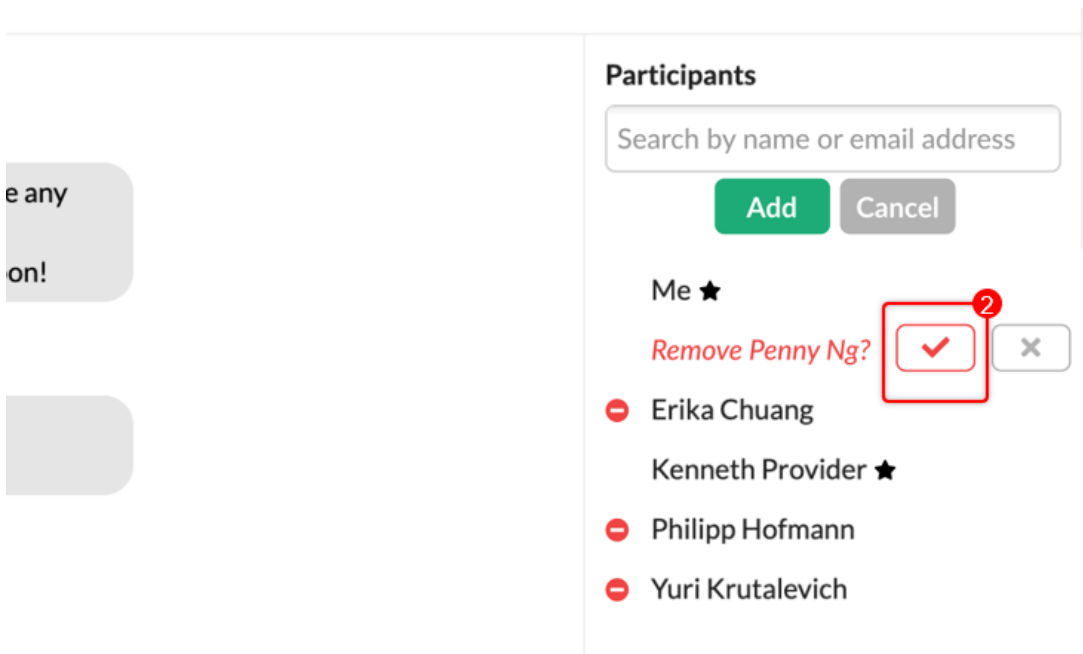 Participants
Search by name or email address
e any
Add Cancel
on!
Me
2
Remove Penny Ng?
Erika Chuang
Kenneth Provider
Philipp Hofmann
Yuri Krutalevich